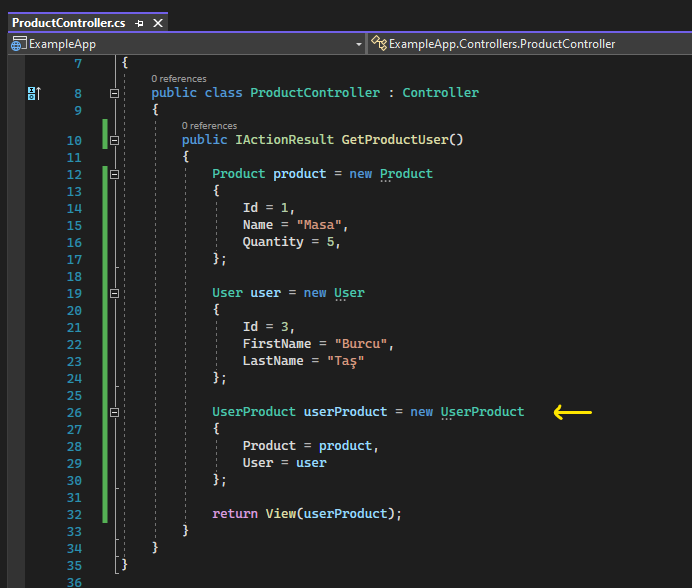 ProductController.cs
ExampleApp ExampleApp.Controllers.ProductController
7 {
0 references
8 public class ProductController : Controller
9 {
0 references
10 public IActionResult GetProductUser()
11 {
12 Product product = new Product
13 {
14 Id = 1,
15 Name = "Masa",
16 Quantity = 5,
17 };
18
19 User user = new User
20 {
21 Id = 3,
22 FirstName = "Burcu",
23 LastName = "Taş"
24 };
25
26 UserProduct userProduct = new UserProduct
27 {
28 Product = product,
29 User = user
30 };
31
32 return View(userProduct);
33 }
34 }
35 }
36